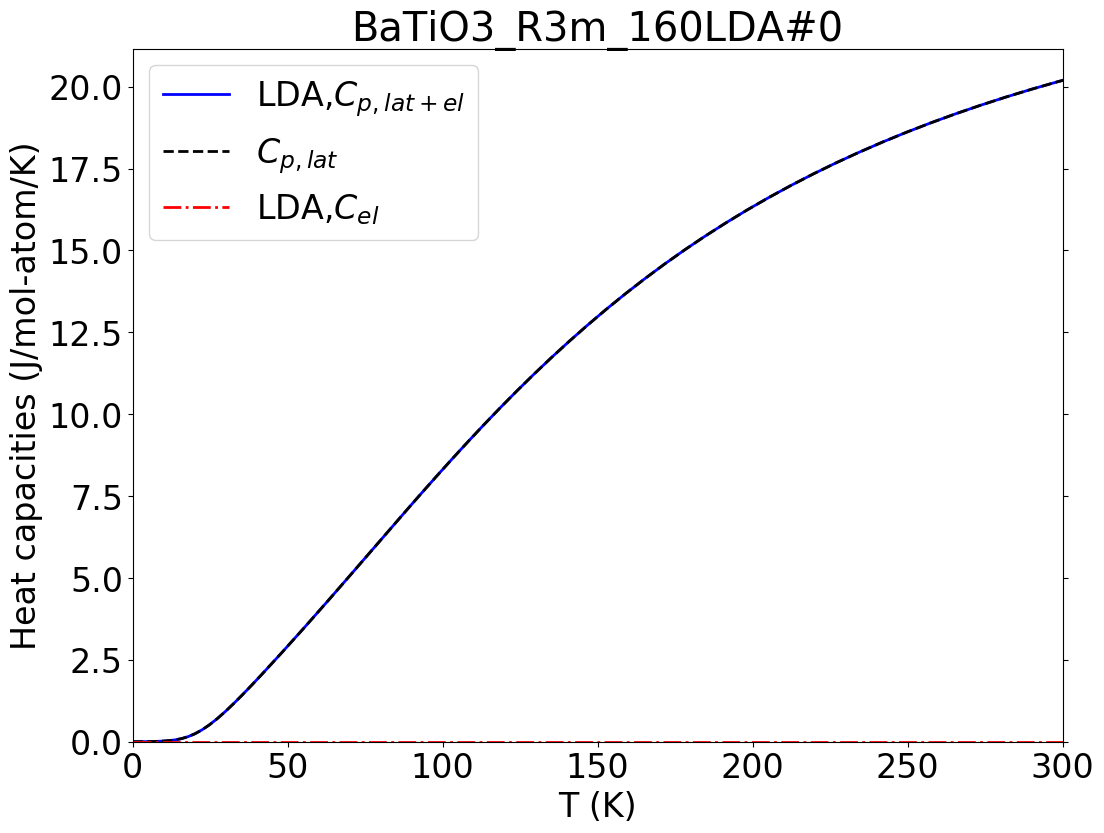 BaTiO3_R3m_160LDA#0
LDA,C_{p,lat+el}
C_{p,lat}
LDA,C_{el}
Heat capacities (J/mol-atom/K)
20.0
17.5
15.0
12.5
10.0
7.5
5.0
2.5
0.0
0 50 100 150 200 250 300
T (K)